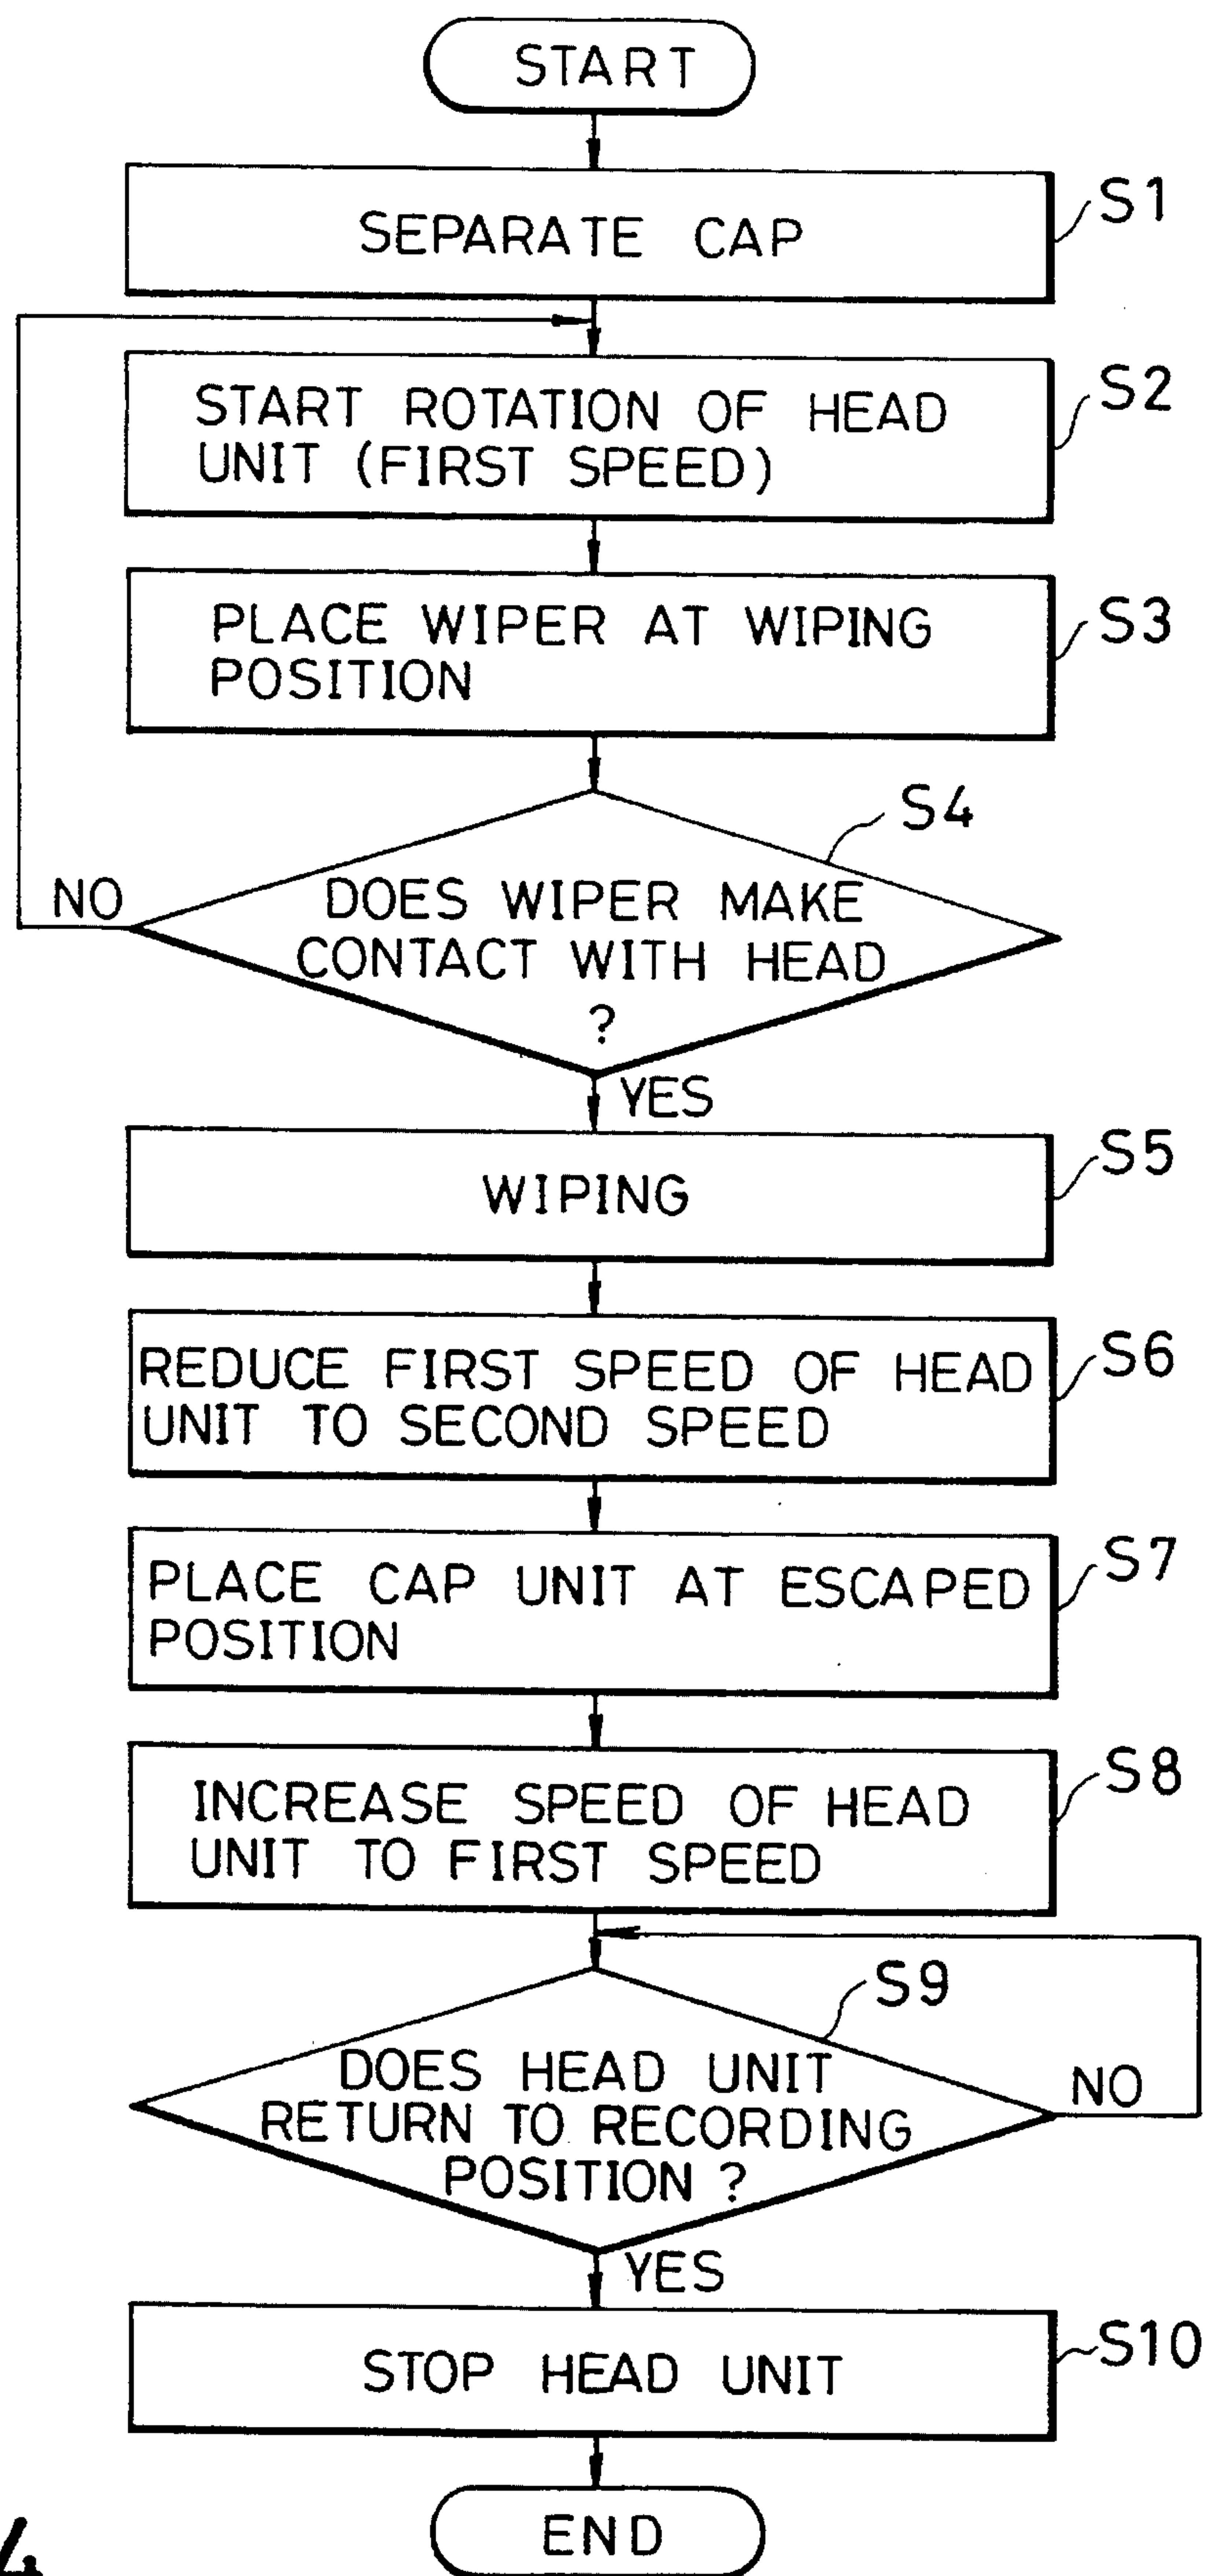 START
SEPARATE CAP
S1
START ROTATION OF HEAD
UNIT (FIRST SPEED)
S2
PLACE WIPER AT WIPING
POSITION
S3
S4
NO
DOES WIPER MAKE
CONTACT WITH HEAD
?
YES
WIPING
S5
REDUCE FIRST SPEED OF HEAD
UNIT TO SECOND SPEED
S6
PLACE CAP UNIT AT ESCAPED
POSITION
S7
INCREASE SPEED OF HEAD
UNIT TO FIRST SPEED
S8
S9
DOES HEAD UNIT
RETURN TO RECORDING
POSITION ?
NO
YES
STOP HEAD UNIT
S10
END
4